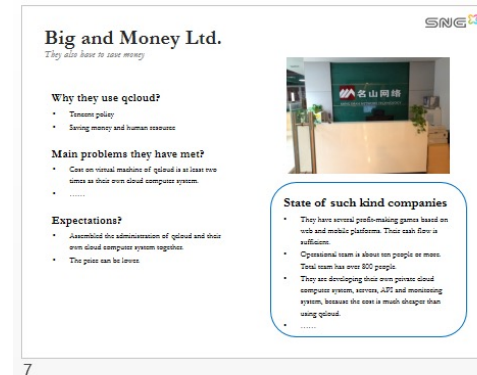 SNG
Big and Money Ltd.
They also have to save money
Why they use qcloud?
• Tencent policy
• Saving money and human resource
Main problems they have met?
• Cost on virtual machine of qcloud is at least two
times as their own cloud computer system.
• ……
Expectations?
• Assembled the administration of qcloud and their
own cloud computer system together.
• The price can be lower.
名山网络
State of such kind companies
• They have several profit-making games based on
web and mobile platforms. Their cash flow is
sufficient.
• Operational team is about ten people or more.
Total team has over 800 people.
• They are developing their own private cloud
computer system, servers, API and monitoring
system, because the cost is much cheaper than
using qcloud.
• ……
7